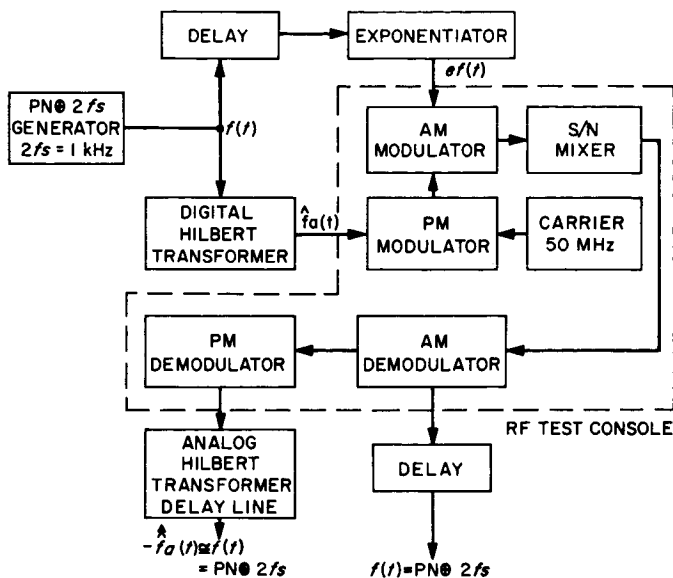 DELAY
EXPONENTIATOR
ef(t)
PN⊕ 2fs
GENERATOR
2fs = 1 kHz
f(t)
AM
MODULATOR
S/N
MIXER
DIGITAL
HILBERT
TRANSFORMER
f̂a(t)
PM
MODULATOR
CARRIER
50 MHz
PM
DEMODULATOR
AM
DEMODULATOR
RF TEST CONSOLE
ANALOG
HILBERT
TRANSFORMER
DELAY LINE
DELAY
-f̂̂a(t)≅f(t)
= PN⊕ 2fs
f(t)=PN⊕ 2fs